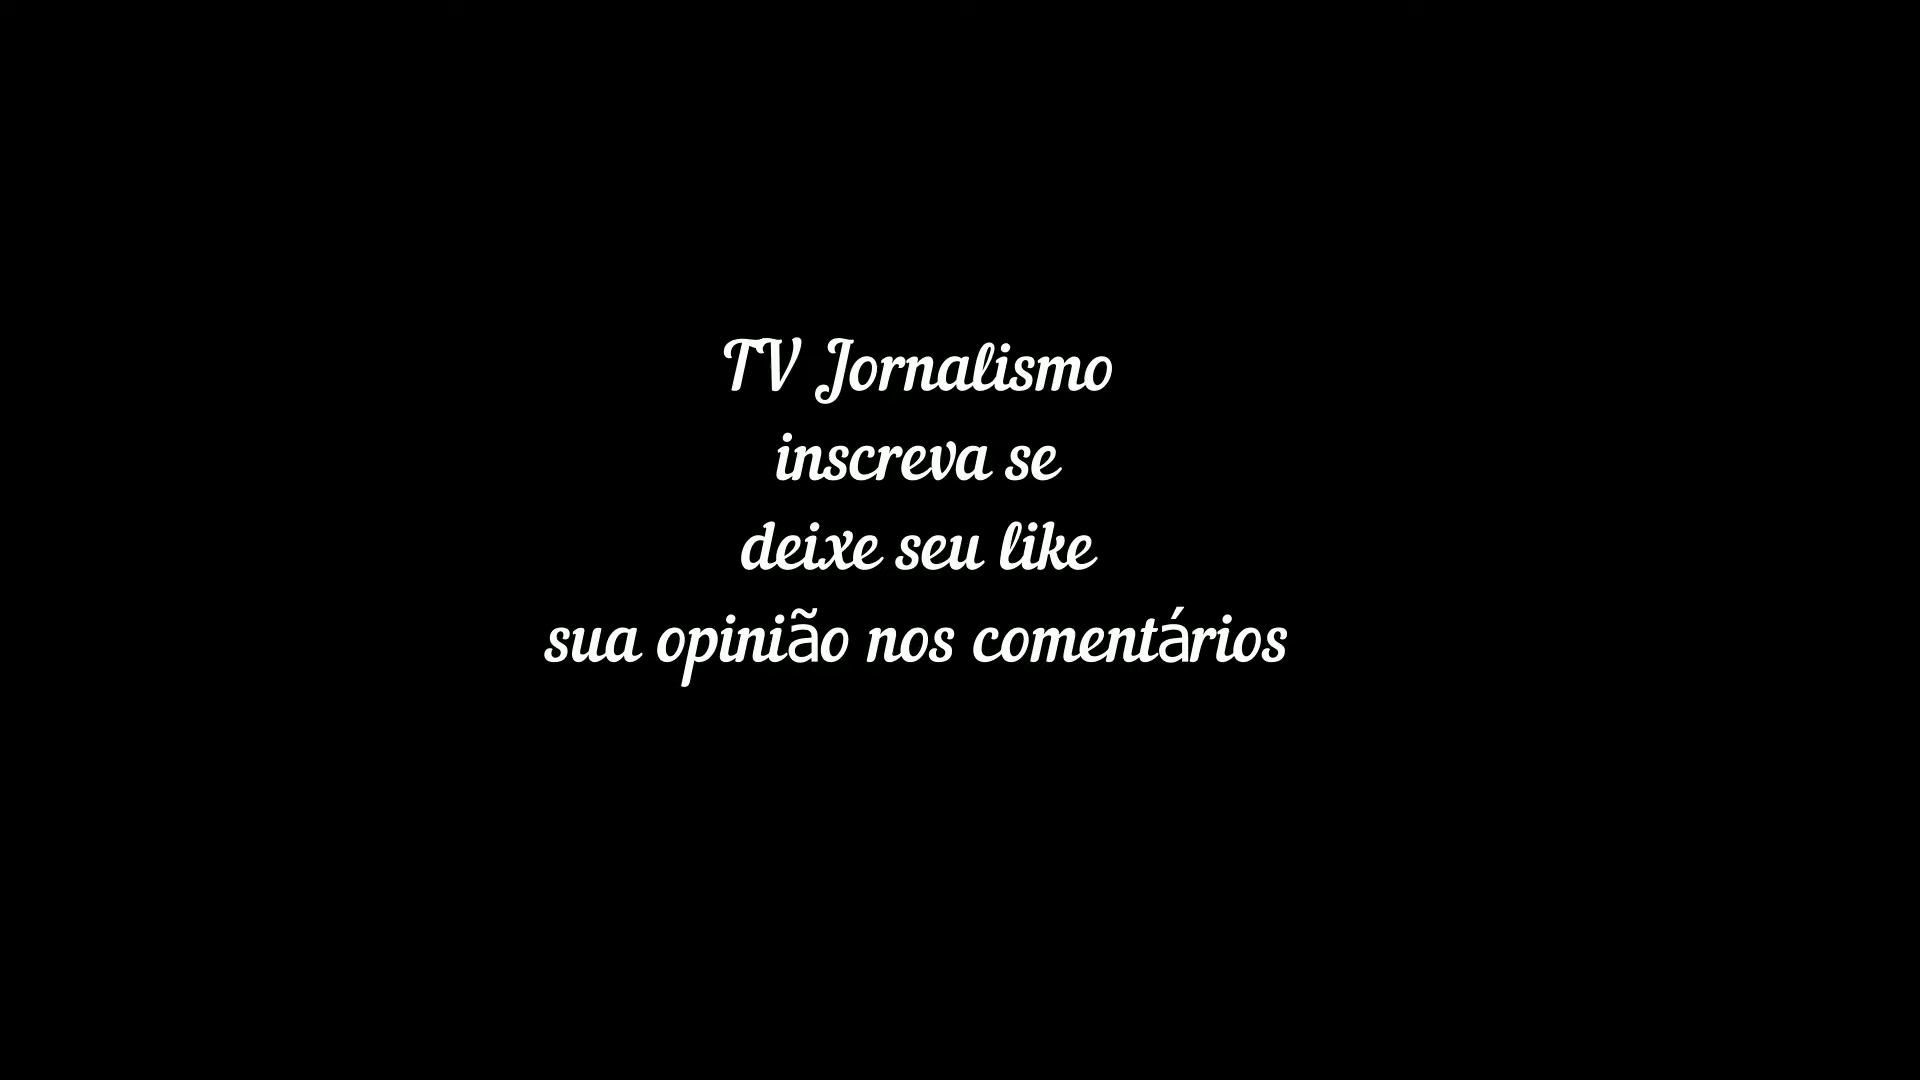 TV Jornalismo
inscreva se
deixe seu like
sua opinião nos comentários